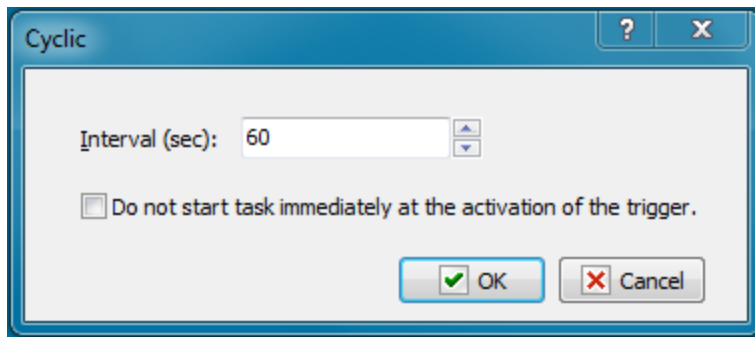 Cyclic
?
X
Interval (sec): 60
Do not start task immediately at the activation of the trigger.
OK Cancel